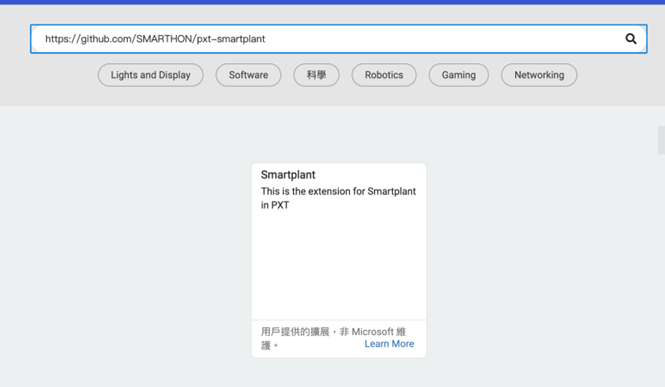 https://github.com/SMARTHON/pxt-smartplant
Lights and Display
Software
科學
Robotics
Gaming
Networking
Smartplant
This is the extension for Smartplant
in PXT
用戶提供的擴展，非 Microsoft 維
護。
Learn More